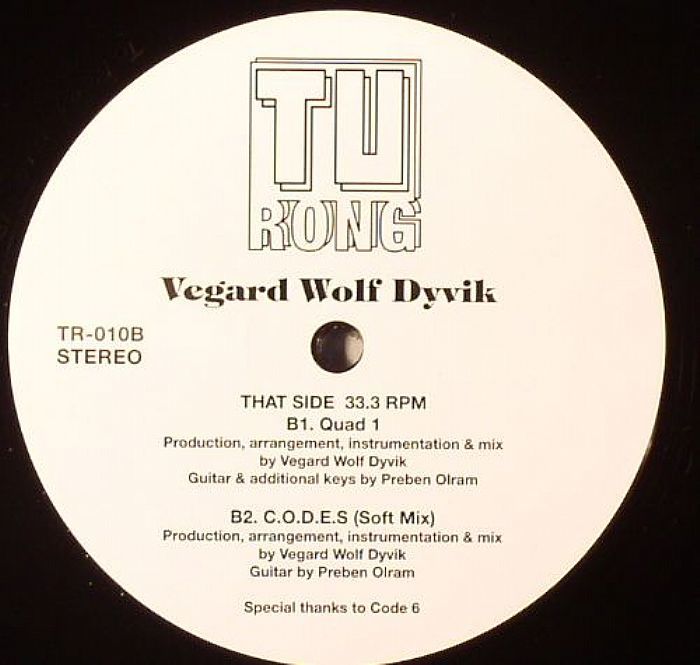 TU
RONG
Vegard Wolf Dyvik
TR-010B
STEREO
THAT SIDE 33.3 RPM
B1. Quad 1
Production, arrangement, instrumentation & mix
by Vegard Wolf Dyvik
Guitar & additional keys by Preben Olram
B2. C.O.D.E.S (Soft Mix)
Production, arrangement, instrumentation & mix
by Vegard Wolf Dyvik
Guitar by Preben Olram
Special thanks to Code 6